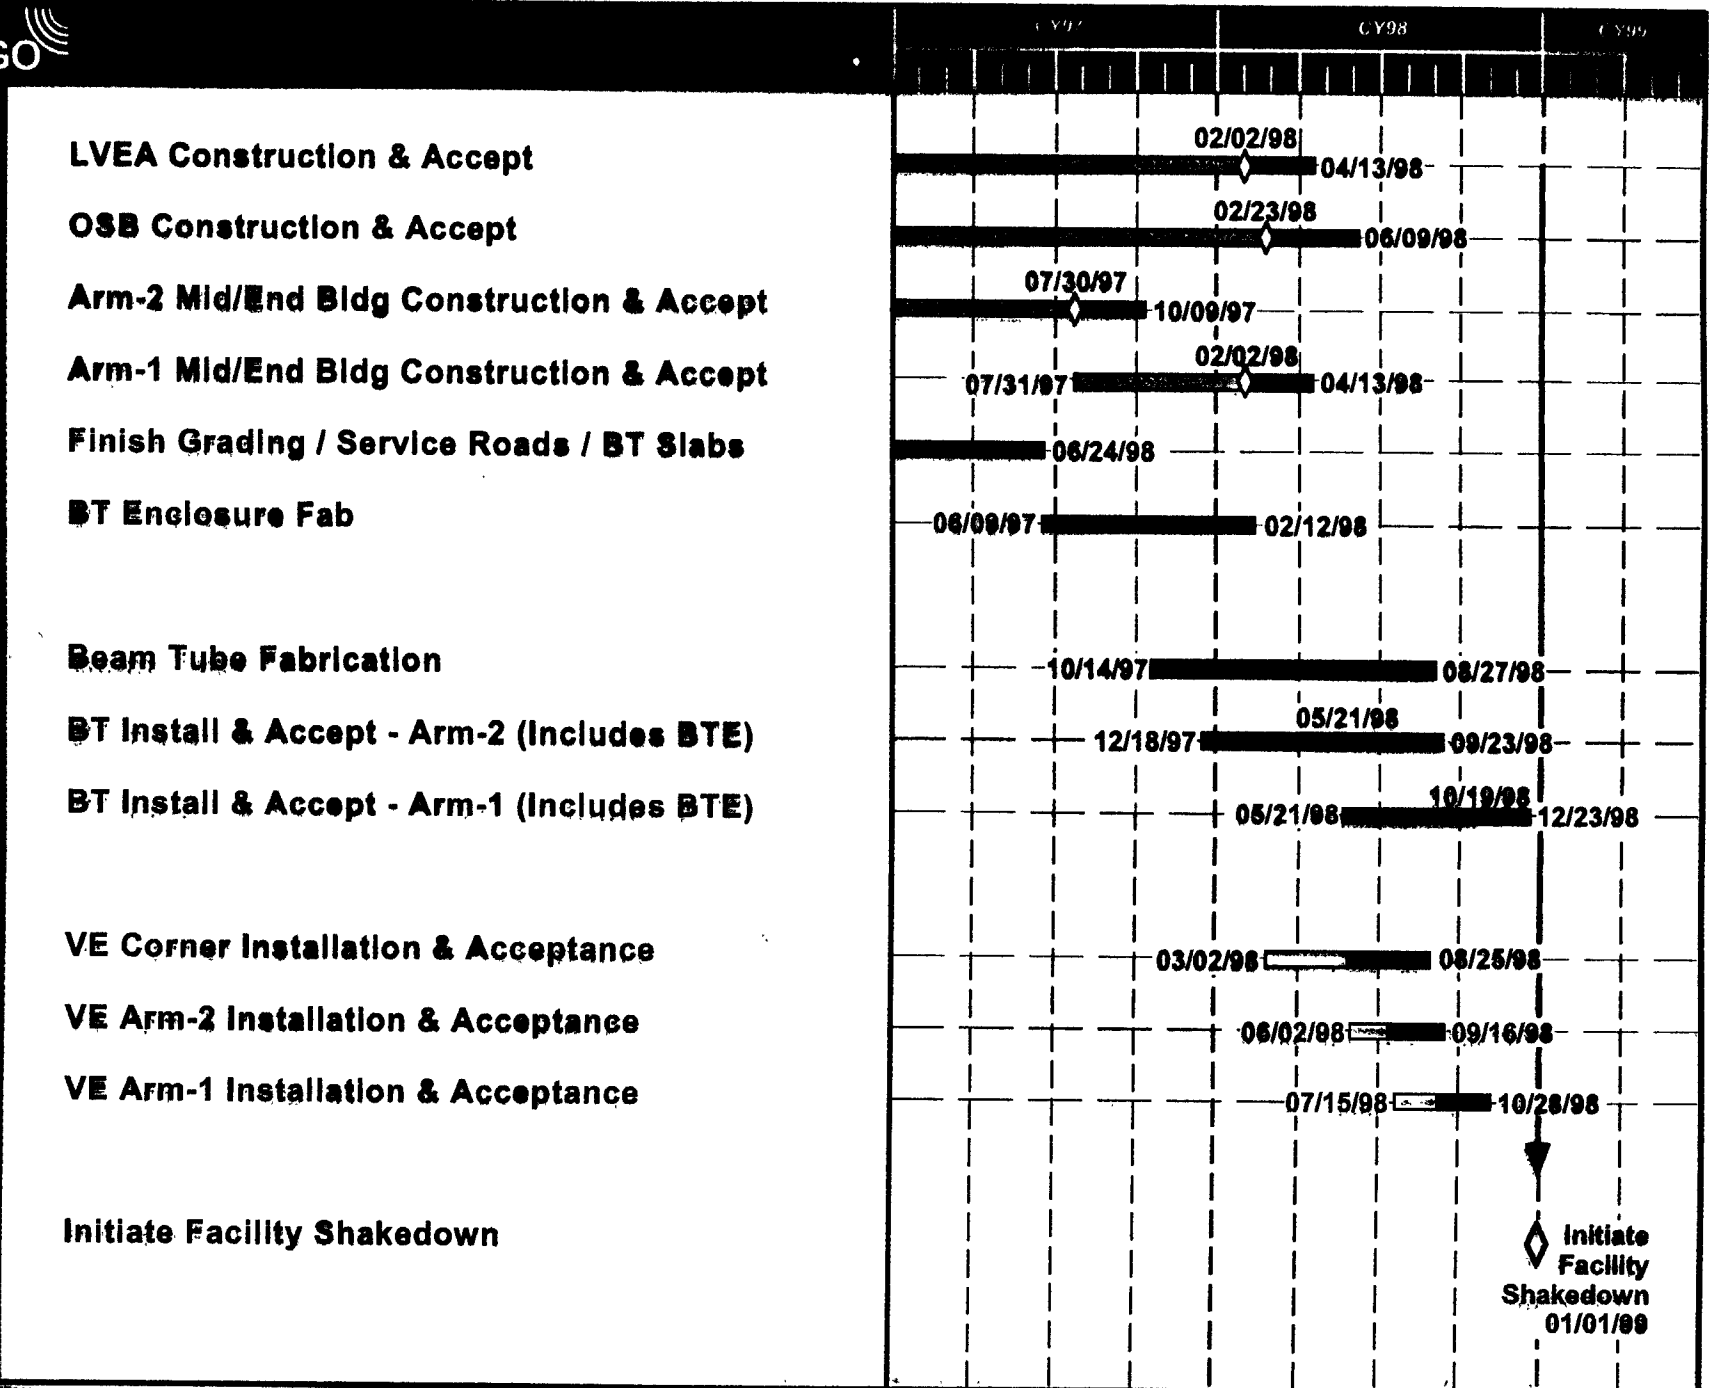 GO
CY97 CY98 CY99
LVEA Construction & Accept 02/02/98 04/13/98
OSB Construction & Accept 02/23/98 06/09/98
Arm-2 Mid/End Bldg Construction & Accept 07/30/97 10/09/97
Arm-1 Mid/End Bldg Construction & Accept 07/31/97 02/02/98 04/13/98
Finish Grading / Service Roads / BT Slabs 06/24/98
BT Enclosure Fab 06/09/97 02/12/98
Beam Tube Fabrication 10/14/97 08/27/98
BT Install & Accept - Arm-2 (Includes BTE) 12/18/97 05/21/98 09/23/98
BT Install & Accept - Arm-1 (Includes BTE) 05/21/98 10/19/98 12/23/98
VE Corner Installation & Acceptance 03/02/98 08/25/98
VE Arm-2 Installation & Acceptance 06/02/98 09/16/98
VE Arm-1 Installation & Acceptance 07/15/98 10/28/98
Initiate Facility Shakedown
Initiate
Facility
Shakedown
01/01/99